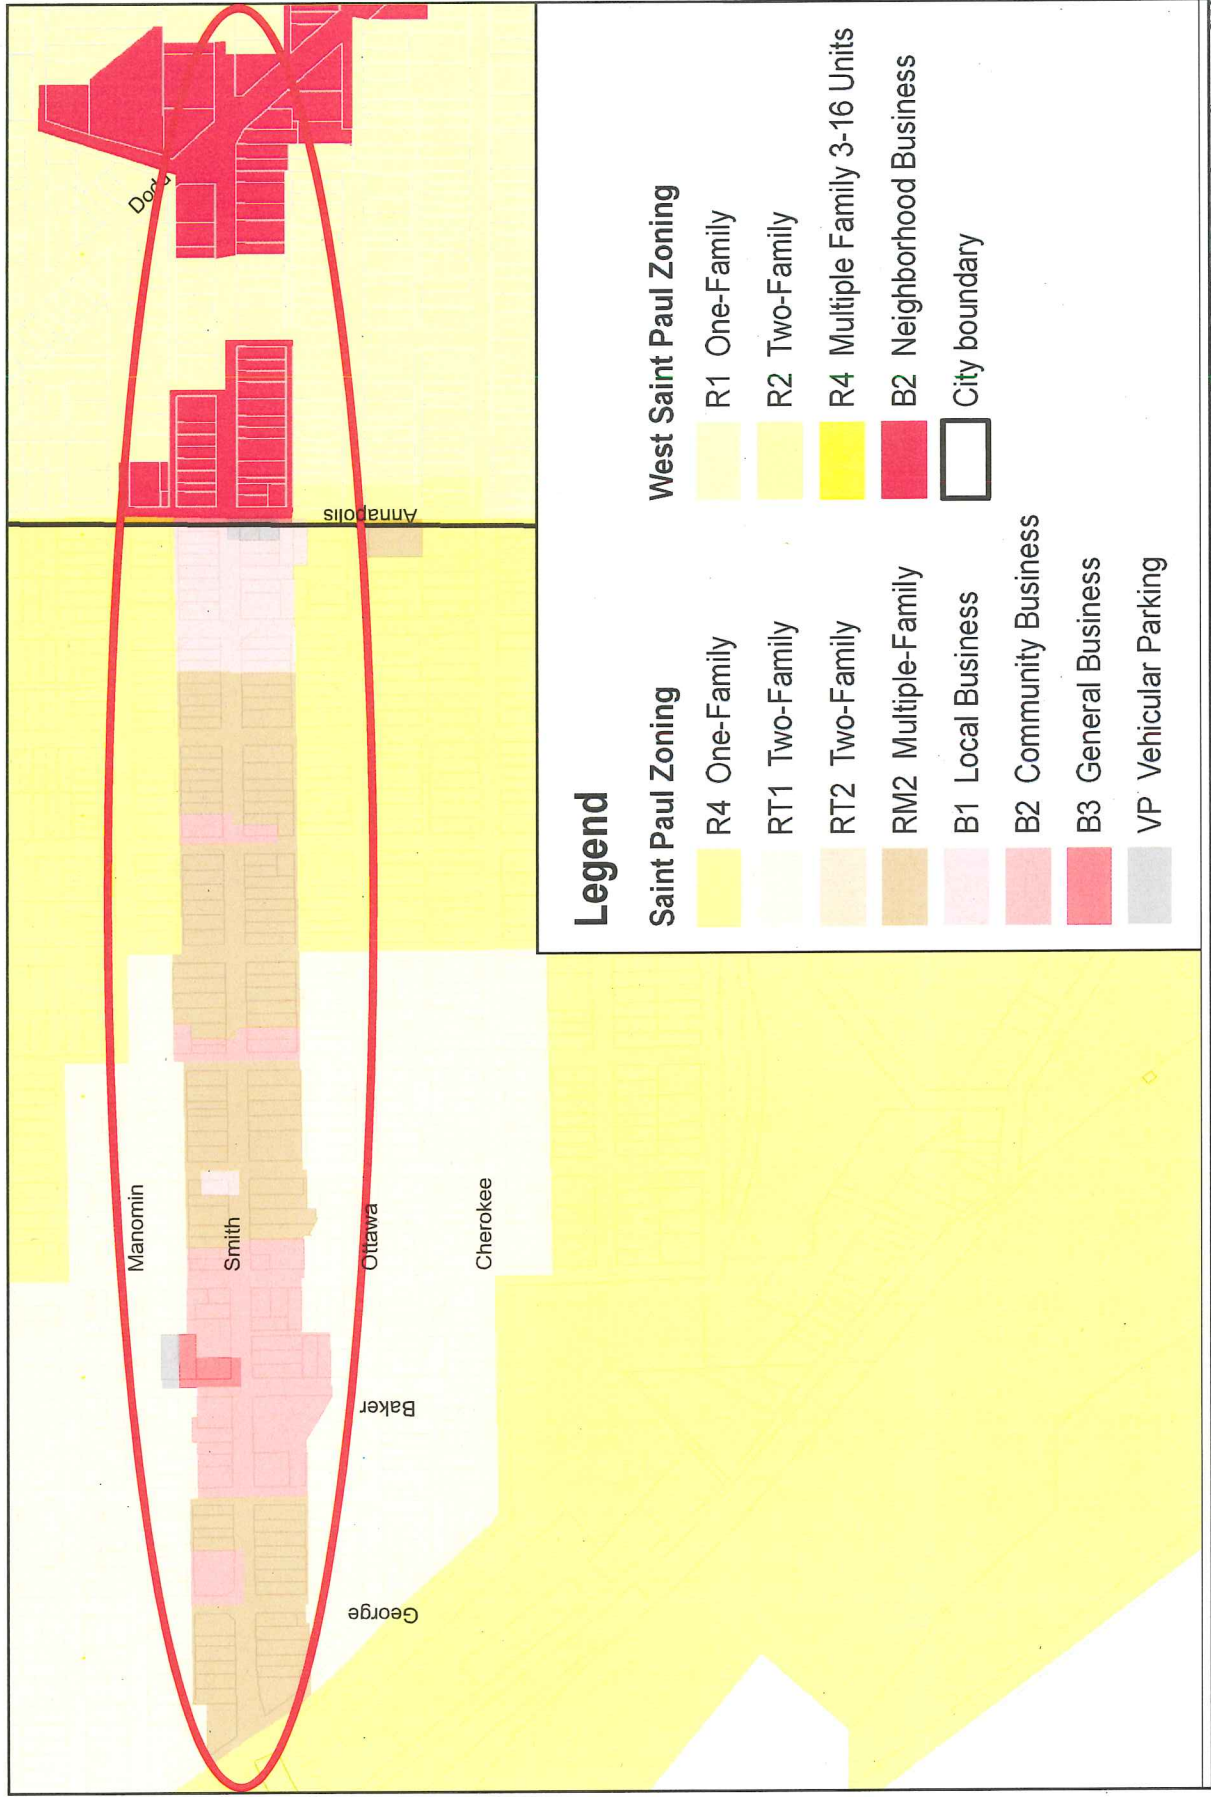 Dodd
Annapolis
Manomin
Smith
Ottawa
Cherokee
Baker
George
Legend
Saint Paul Zoning
R4 One-Family
RT1 Two-Family
RT2 Two-Family
RM2 Multiple-Family
B1 Local Business
B2 Community Business
B3 General Business
VP Vehicular Parking
West Saint Paul Zoning
R1 One-Family
R2 Two-Family
R4 Multiple Family 3-16 Units
B2 Neighborhood Business
City boundary